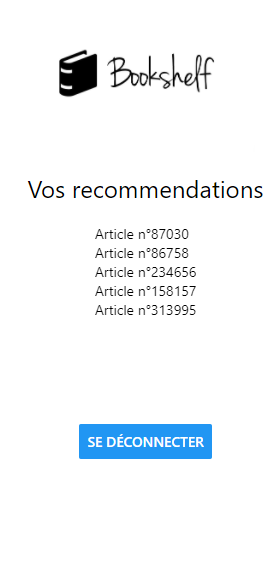 Bookshelf
Vos recommendations
Article n°87030
Article n°86758
Article n°234656
Article n°158157
Article n°313995
SE DÉCONNECTER